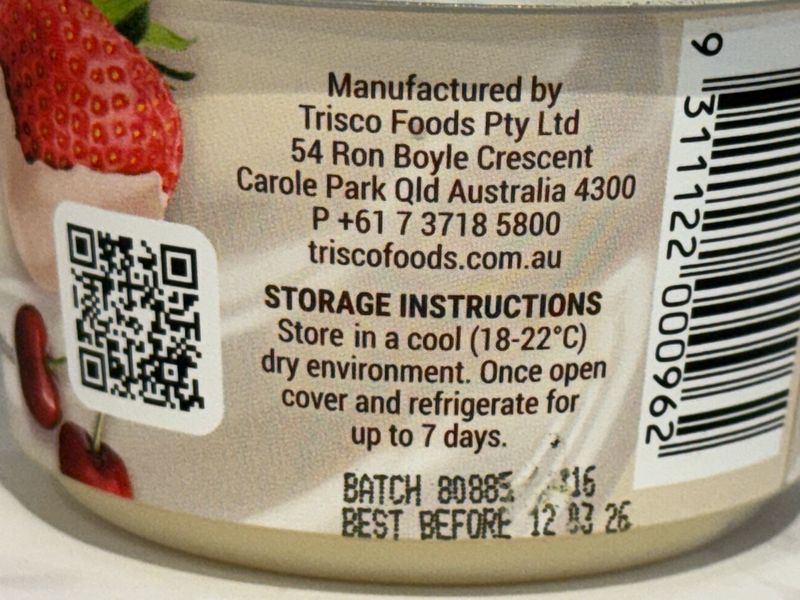 Manufactured by
Trisco Foods Pty Ltd
54 Ron Boyle Crescent
Carole Park Qld Australia 4300
P +61 7 3718 5800
triscofoods.com.au
STORAGE INSTRUCTIONS
Store in a cool (18-22°C)
dry environment. Once open
cover and refrigerate for
up to 7 days.
BATCH
BEST BEFORE 12 03 26
9 311122 000962